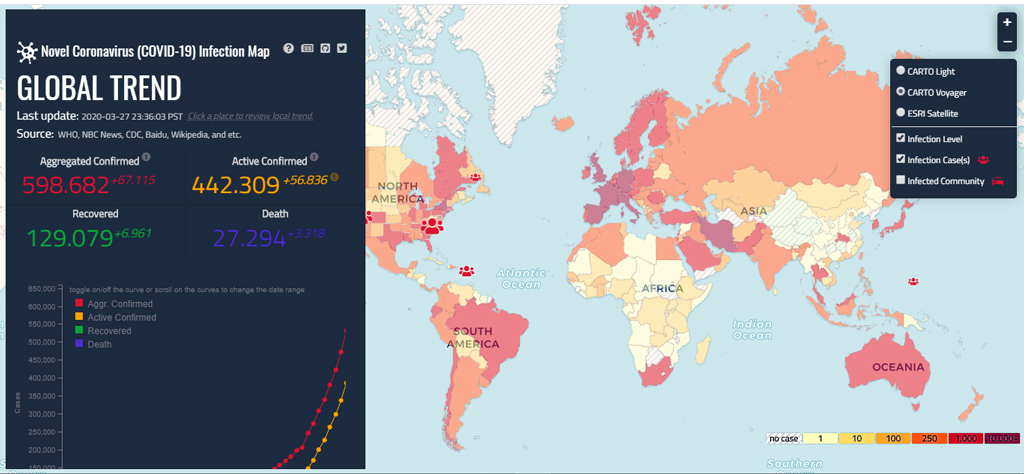 Novel Coronavirus (COVID-19) Infection Map
GLOBAL TREND
Last update: 2020-03-27 23:36:03 PST Click a place to review local trend.
Source: WHO, NBC News, CDC, Baidu, Wikipedia, and etc.
Aggregated Confirmed
598.682 +67.115
Active Confirmed
442.309 +56.836
Recovered
129.079 +6.961
Death
27.294 +3.318
toggle on/off the curve or scroll on the curves to change the date range
Aggr. Confirmed
Active Confirmed
Recovered
Death
650,000
600,000
550,000
500,000
450,000
400,000
350,000
300,000
250,000
200,000
150,000
Cases
NORTH
AMERICA
Atlantic
Ocean
SOUTH
AMERICA
AFRICA
ASIA
Indian
Ocean
OCEANIA
Southern
+
−
CARTO Light
CARTO Voyager
ESRI Satellite
Infection Level
Infection Case(s)
Infected Community
no case 1 10 100 250 1,000 10,000+